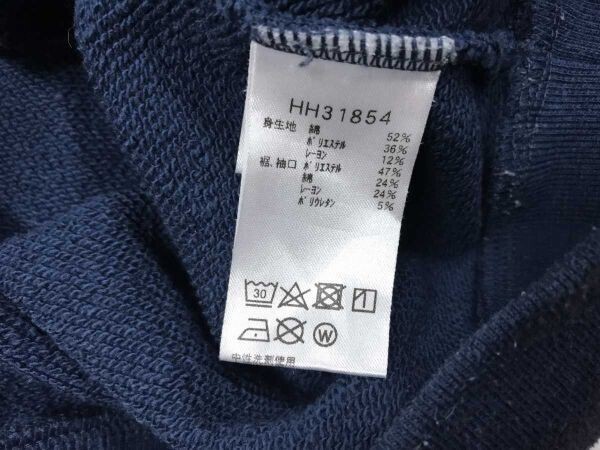 HH31854
身生地 綿 52%
ポリエステル 36%
レーヨン 12%
裾、袖口 ポリエステル 47%
綿 24%
レーヨン 24%
ポリウレタン 5%
30
W
中性洗剤使用